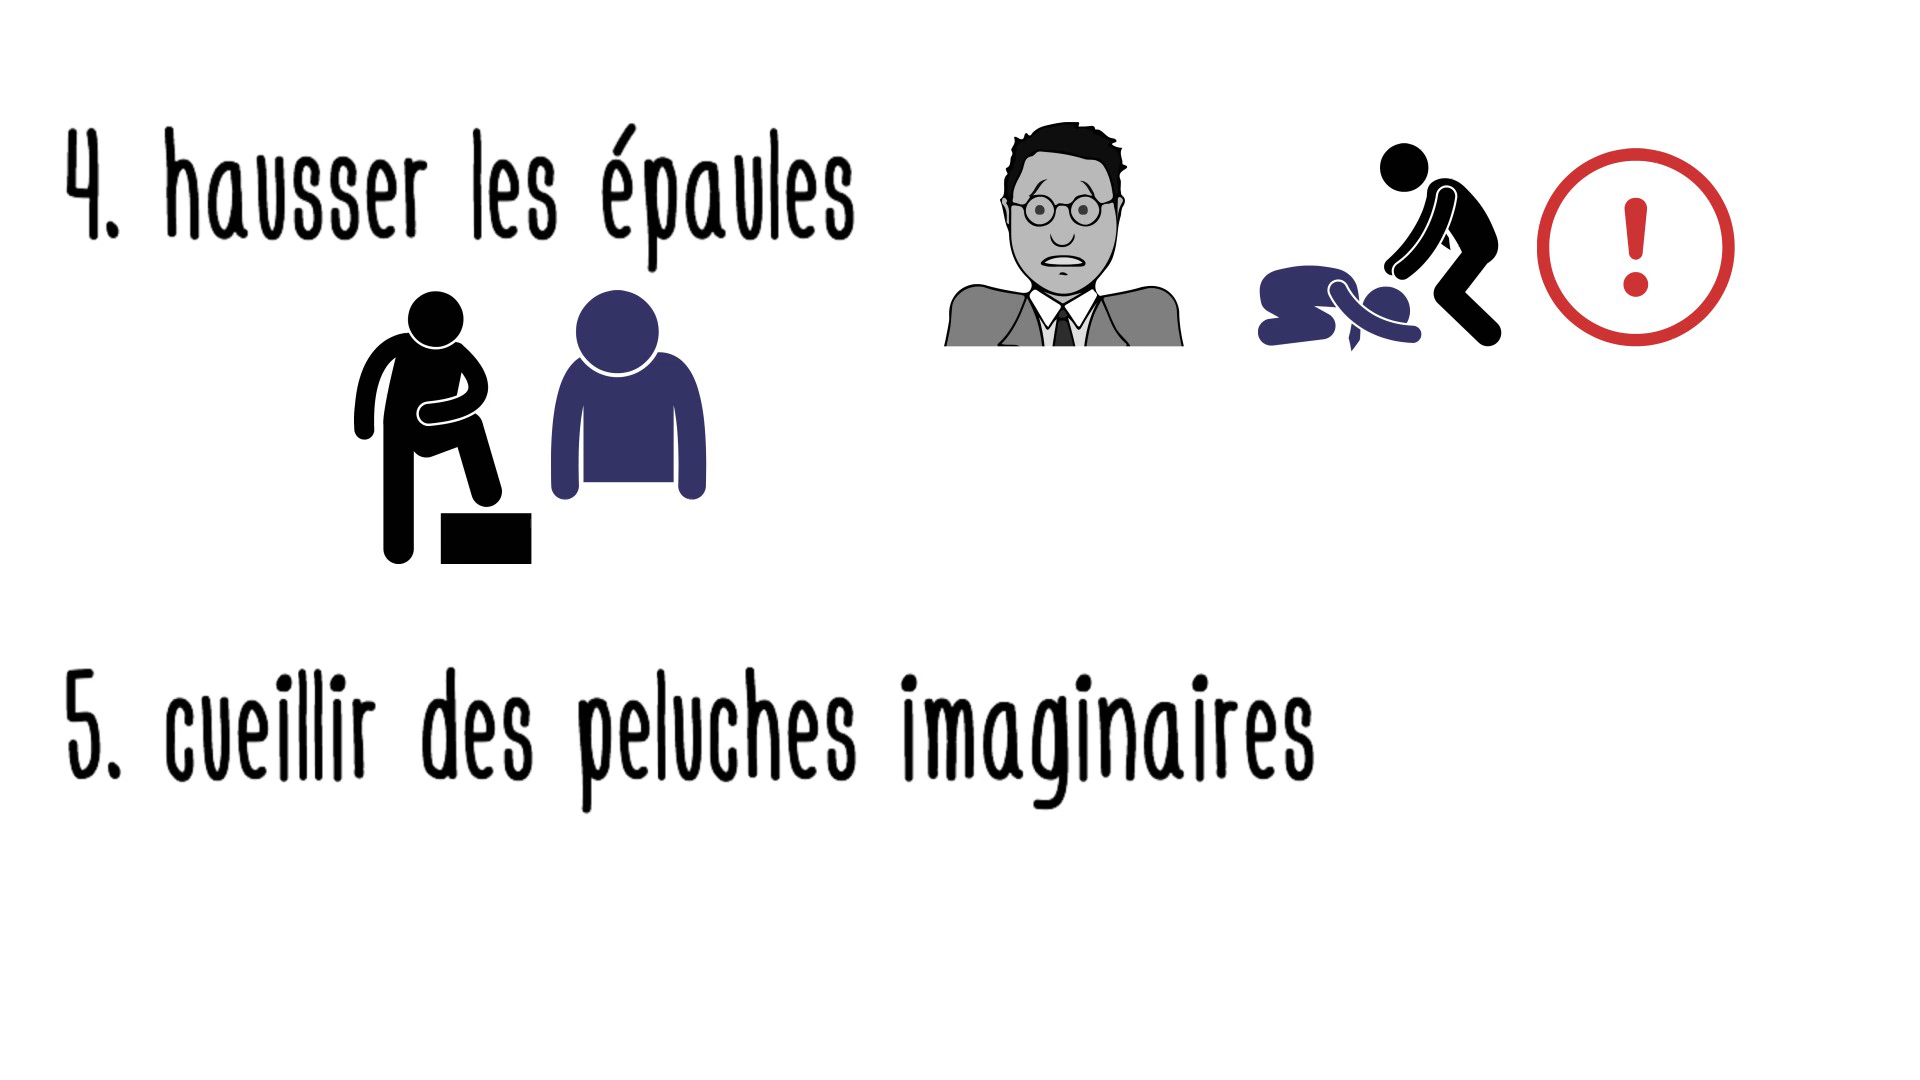 4. hausser les épaules
!
5. cueillir des peluches imaginaires